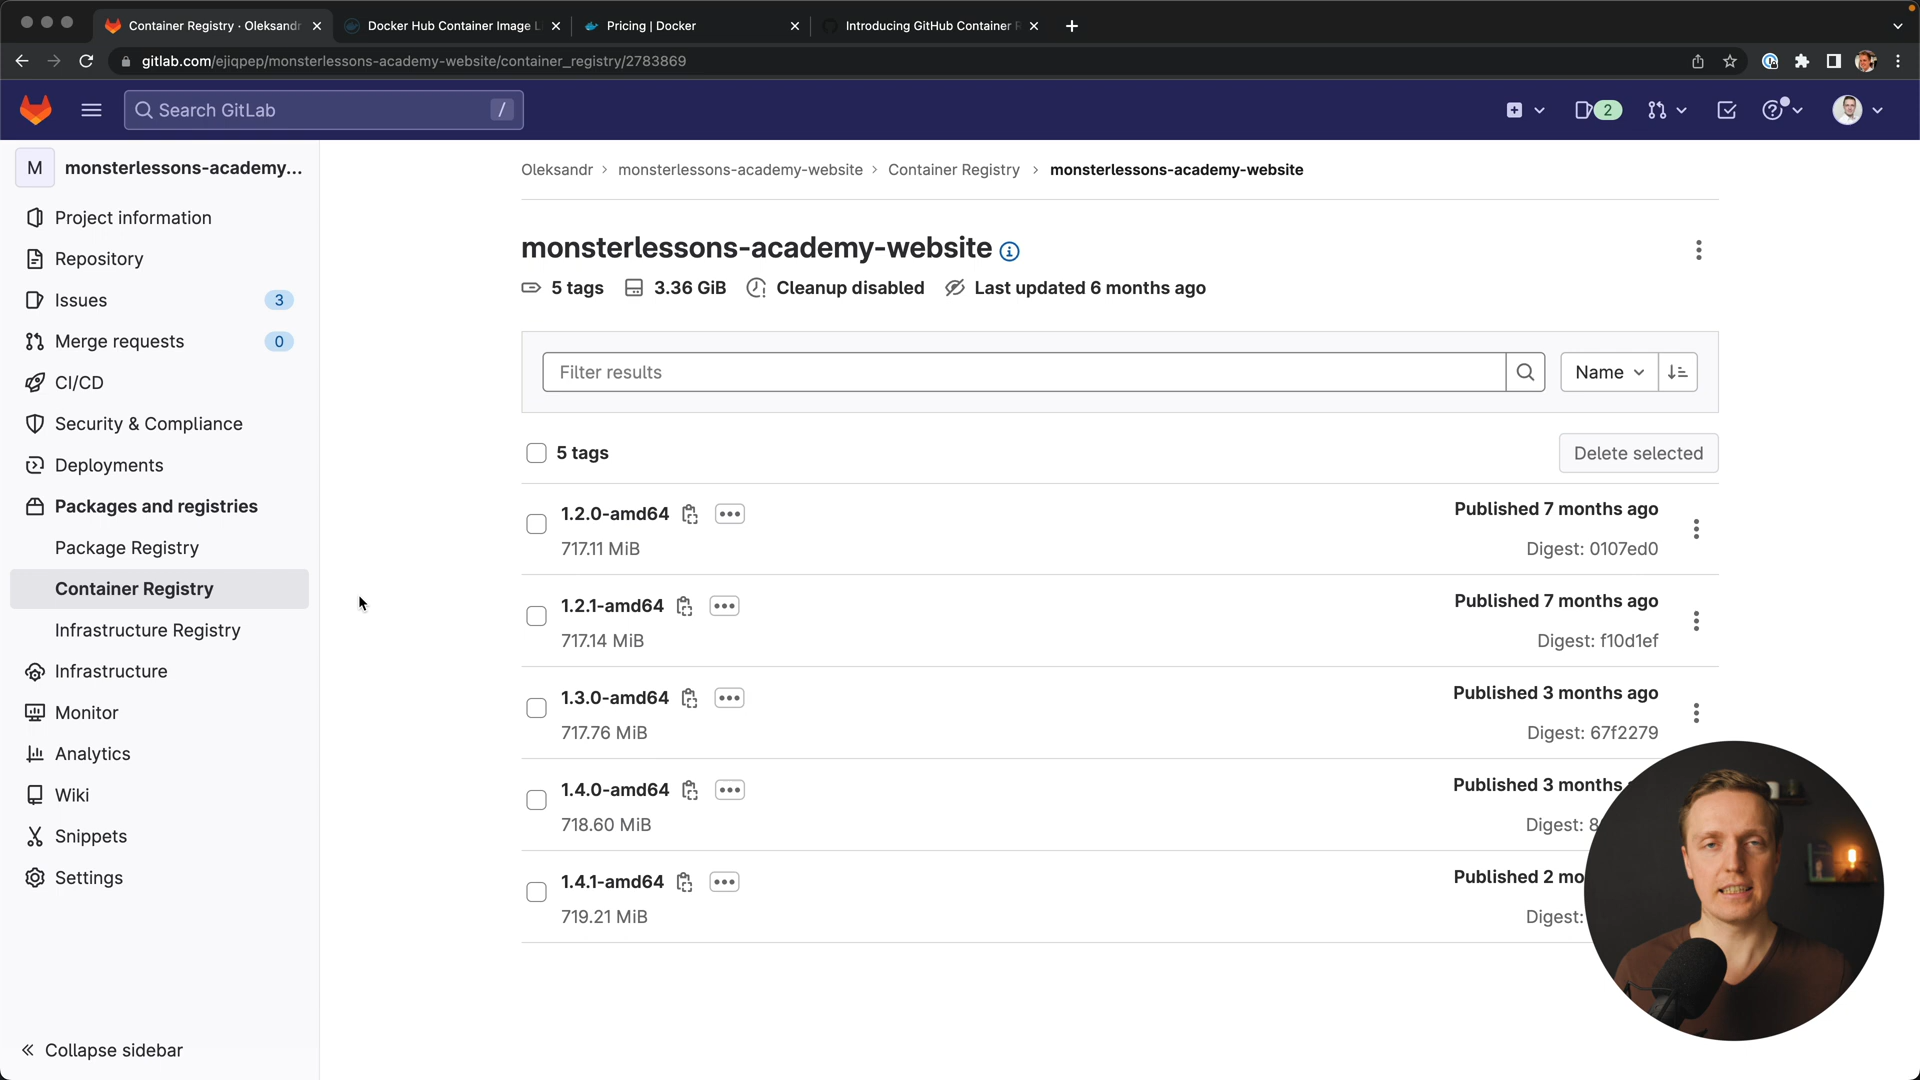 Container Registry · Oleksandr
Docker Hub Container Image L
Pricing | Docker
Introducing GitHub Container R
gitlab.com/ejiqpep/monsterlessons-academy-website/container_registry/2783869
Search GitLab
/
2
M
monsterlessons-academy...
Project information
Repository
Issues
3
Merge requests
0
CI/CD
Security & Compliance
Deployments
Packages and registries
Package Registry
Container Registry
Infrastructure Registry
Infrastructure
Monitor
Analytics
Wiki
Snippets
Settings
Collapse sidebar
Oleksandr > monsterlessons-academy-website > Container Registry > monsterlessons-academy-website
monsterlessons-academy-website
5 tags 3.36 GiB Cleanup disabled Last updated 6 months ago
Filter results
Name
5 tags
Delete selected
1.2.0-amd64
Published 7 months ago
717.11 MiB
Digest: 0107ed0
1.2.1-amd64
Published 7 months ago
717.14 MiB
Digest: f10d1ef
1.3.0-amd64
Published 3 months ago
717.76 MiB
Digest: 67f2279
1.4.0-amd64
Published 3 months
718.60 MiB
Digest: 8
1.4.1-amd64
Published 2 mo
719.21 MiB
Digest: